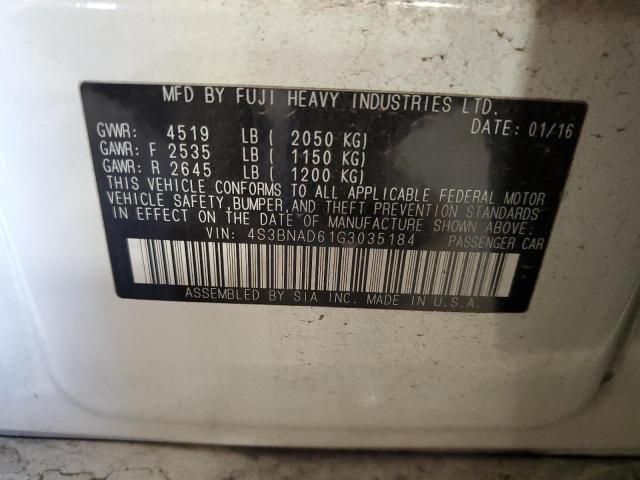 MFD BY FUJI HEAVY INDUSTRIES LTD.
DATE: 01/16
GVWR: 4519 LB ( 2050 KG)
GAWR: F 2535 LB ( 1150 KG)
GAWR: R 2645 LB ( 1200 KG)
THIS VEHICLE CONFORMS TO ALL APPLICABLE FEDERAL MOTOR
VEHICLE SAFETY, BUMPER, AND THEFT PREVENTION STANDARDS
IN EFFECT ON THE DATE OF MANUFACTURE SHOWN ABOVE.
VIN: 4S3BNAD61G3035184 PASSENGER CAR
ASSEMBLED BY SIA INC. MADE IN U.S.A.